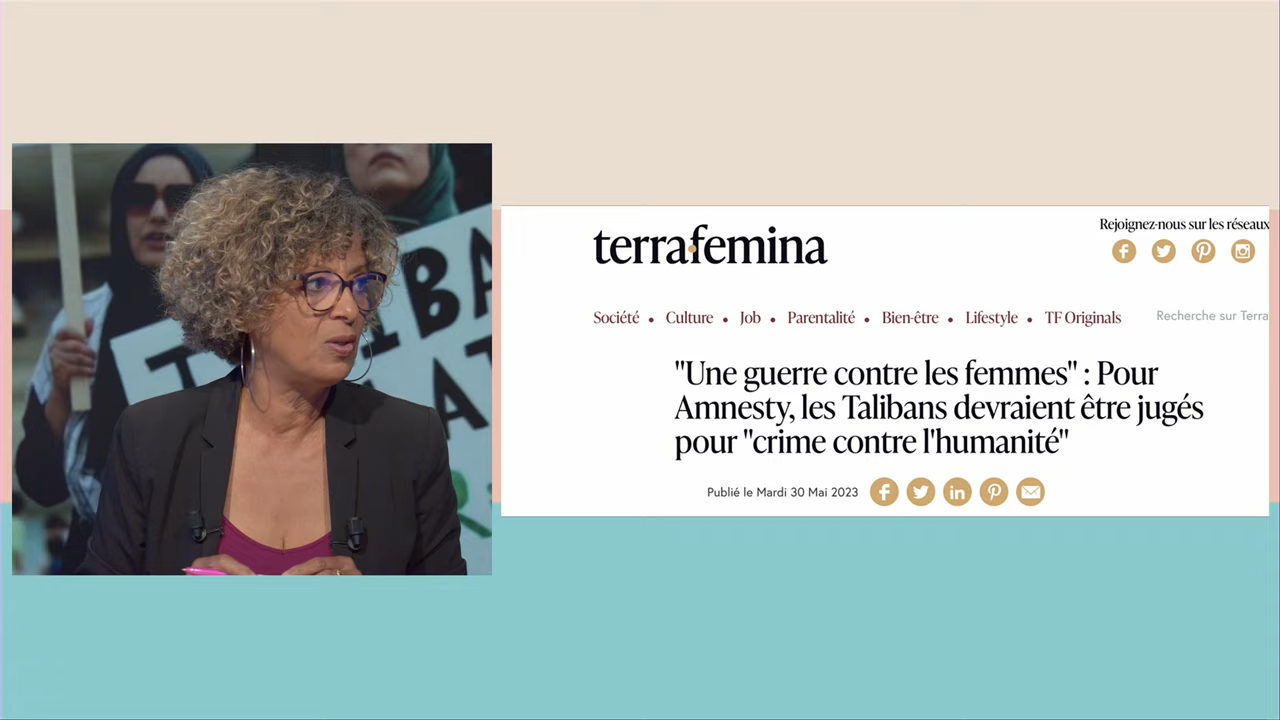 terrafemina
Rejoignez-nous sur les réseaux
Société • Culture • Job • Parentalité • Bien-être • Lifestyle • TF Originals
Recherche sur Terra
"Une guerre contre les femmes" : Pour
Amnesty, les Talibans devraient être jugés
pour "crime contre l'humanité"
Publié le Mardi 30 Mai 2023